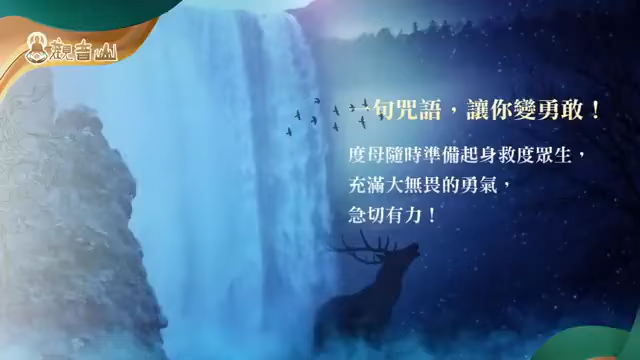 觀音山
一句咒語，讓你變勇敢！
度母隨時準備起身救度眾生，
充滿大無畏的勇氣，
急切有力！